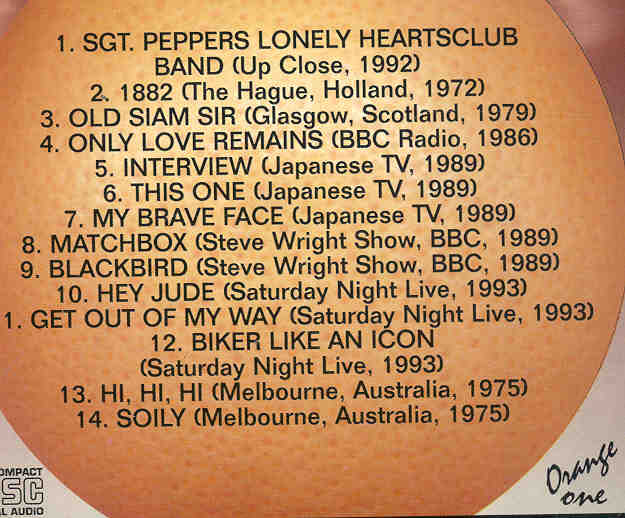 1. SGT. PEPPERS LONELY HEARTSCLUB
BAND (Up Close, 1992)
2. 1882 (The Hague, Holland, 1972)
3. OLD SIAM SIR (Glasgow, Scotland, 1979)
4. ONLY LOVE REMAINS (BBC Radio, 1986)
5. INTERVIEW (Japanese TV, 1989)
6. THIS ONE (Japanese TV, 1989)
7. MY BRAVE FACE (Japanese TV, 1989)
8. MATCHBOX (Steve Wright Show, BBC, 1989)
9. BLACKBIRD (Steve Wright Show, BBC, 1989)
10. HEY JUDE (Saturday Night Live, 1993)
1. GET OUT OF MY WAY (Saturday Night Live, 1993)
12. BIKER LIKE AN ICON
(Saturday Night Live, 1993)
13. HI, HI, HI (Melbourne, Australia, 1975)
14. SOILY (Melbourne, Australia, 1975)
OMPACT
SC
L AUDIO
Orange
one